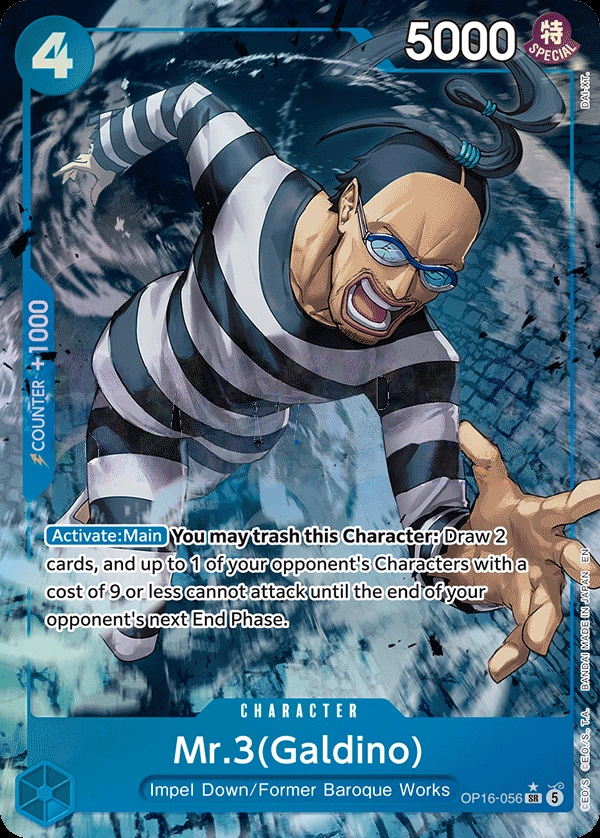 4
5000
特
SPECIAL
DAI-XT.
COUNTER +1000
Activate:Main You may trash this Character: Draw 2
cards, and up to 1 of your opponent's Characters with a
cost of 9 or less cannot attack until the end of your
opponent's next End Phase.
CHARACTER
Mr.3(Galdino)
Impel Down/Former Baroque Works
OP16-056 SR 5
©E.O./S. T.A. BANDAI MADE IN JAPAN EN